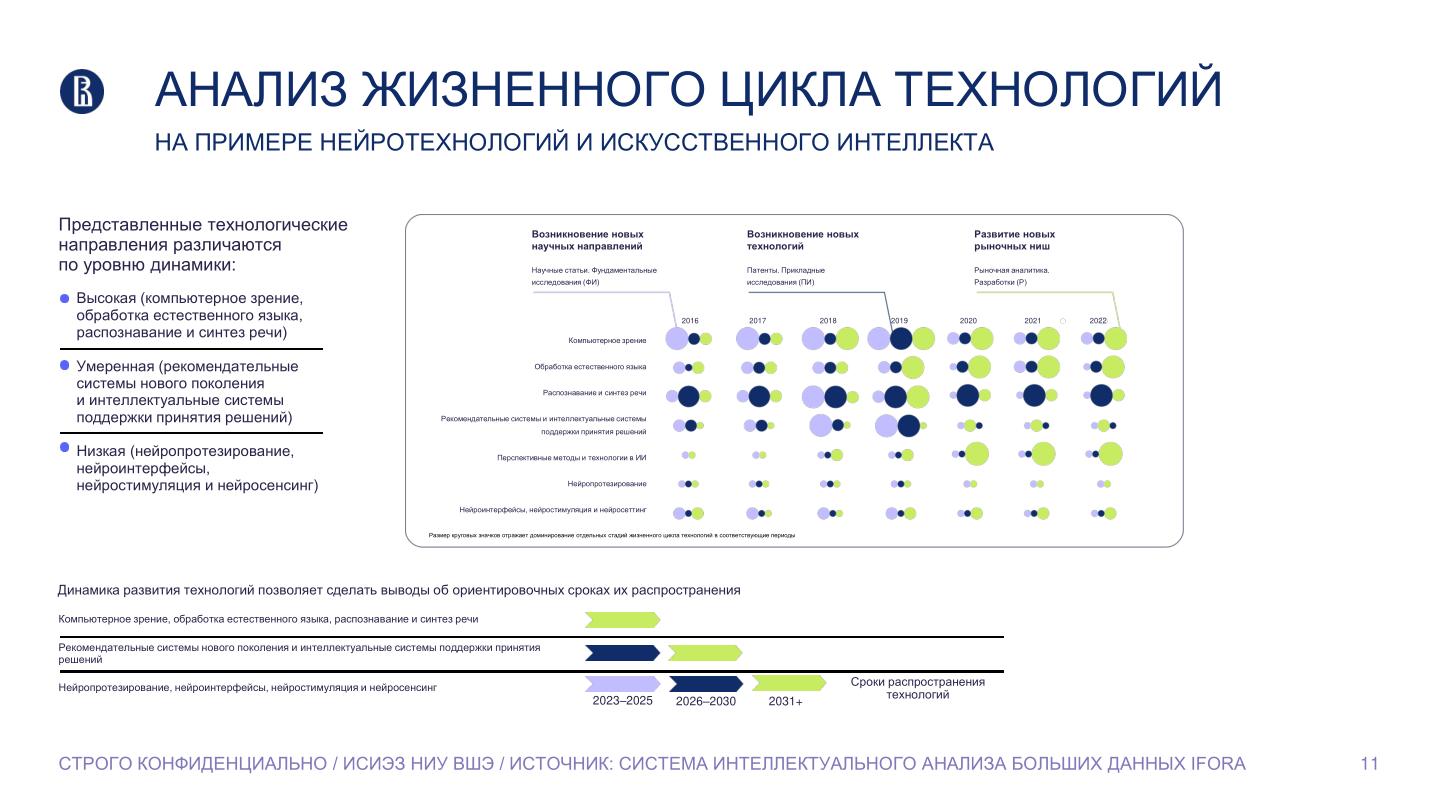 АНАЛИЗ ЖИЗНЕННОГО ЦИКЛА ТЕХНОЛОГИЙ
НА ПРИМЕРЕ НЕЙРОТЕХНОЛОГИЙ И ИСКУССТВЕННОГО ИНТЕЛЛЕКТА
Представленные технологические
направления различаются
по уровню динамики:
Высокая (компьютерное зрение,
обработка естественного языка,
распознавание и синтез речи)
Умеренная (рекомендательные
системы нового поколения
и интеллектуальные системы
поддержки принятия решений)
Низкая (нейропротезирование,
нейроинтерфейсы,
нейростимуляция и нейросенсинг)
Возникновение новых
научных направлений
Научные статьи. Фундаментальные
исследования (ФИ)
Возникновение новых
технологий
Патенты. Прикладные
исследования (ПИ)
Развитие новых
рыночных ниш
Рыночная аналитика.
Разработки (Р)
2016 2017 2018 2019 2020 2021 2022
Компьютерное зрение
Обработка естественного языка
Распознавание и синтез речи
Рекомендательные системы и интеллектуальные системы
поддержки принятия решений
Перспективные методы и технологии в ИИ
Нейропротезирование
Нейроинтерфейсы, нейростимуляция и нейросеттинг
Размер круговых значков отражает доминирование отдельных стадий жизненного цикла технологий в соответствующие периоды
Динамика развития технологий позволяет сделать выводы об ориентировочных сроках их распространения
Компьютерное зрение, обработка естественного языка, распознавание и синтез речи
Рекомендательные системы нового поколения и интеллектуальные системы поддержки принятия
решений
Нейропротезирование, нейроинтерфейсы, нейростимуляция и нейросенсинг
2023–2025 2026–2030 2031+
Сроки распространения
технологий
СТРОГО КОНФИДЕНЦИАЛЬНО / ИСИЭЗ НИУ ВШЭ / ИСТОЧНИК: СИСТЕМА ИНТЕЛЛЕКТУАЛЬНОГО АНАЛИЗА БОЛЬШИХ ДАННЫХ IFORA
11